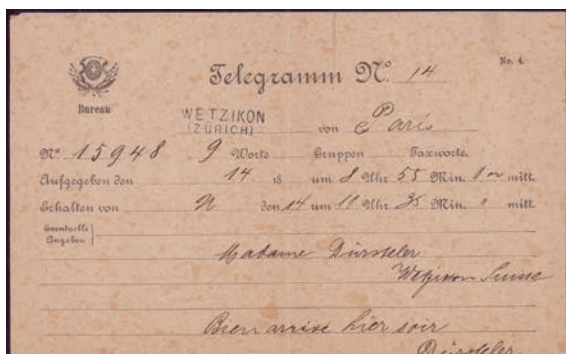 Telegramm Nº 14
No. 4.
Bureau
WETZIKON
(ZÜRICH)
von Paris
Nº 15948 9 Worte Gruppen Taxworte.
Aufgegeben den 14 18 um 8 Uhr 55 Min. mitt.
Erhalten von N den 14 um 11 Uhr 35 Min. " mitt.
Eventuelle
Angaben
Madame Dürsteler
Wetzikon Suisse
Bien arrivé hier soir
Dürsteler